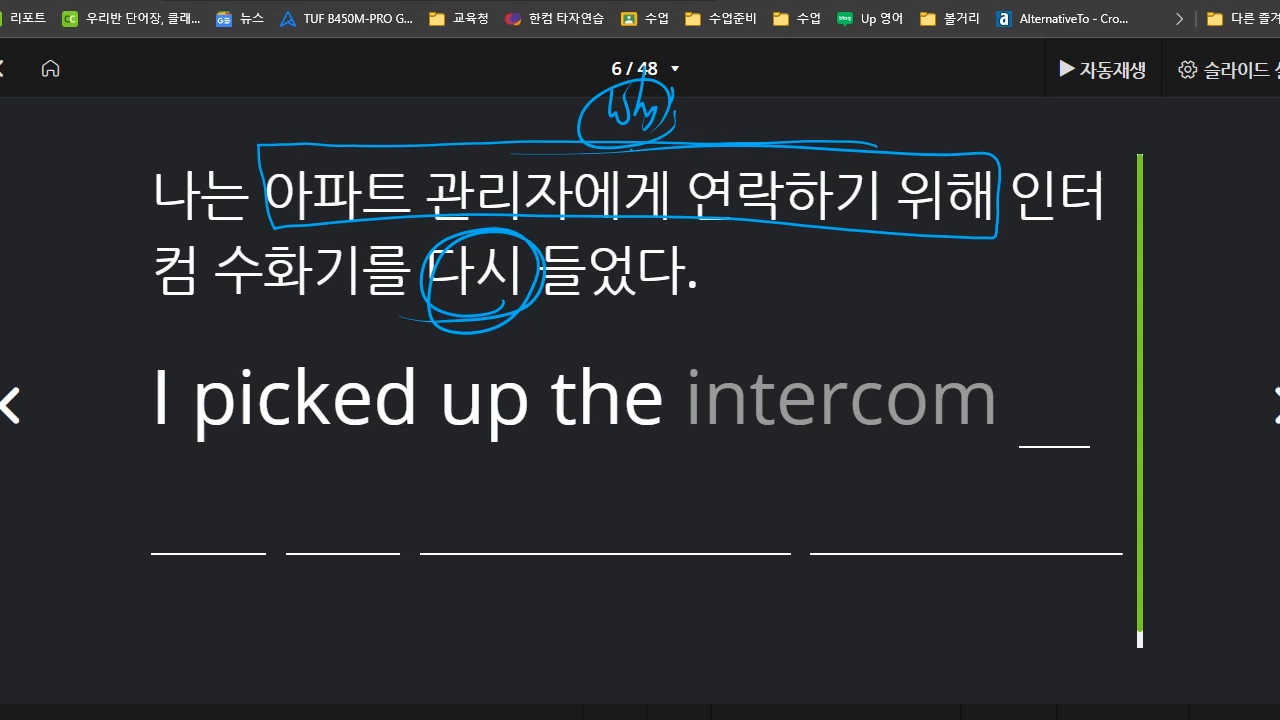 리포트 우리반 단어장, 클래... 뉴스 TUF B450M-PRO G... 교육청 한컴 타자연습 수업 수업준비 수업 Up 영어 볼거리 AlternativeTo - Cro... 다른 즐겨
6 / 48 자동재생 슬라이드
Why
나는 아파트 관리자에게 연락하기 위해 인터
컴 수화기를 다시 들었다.
I picked up the intercom